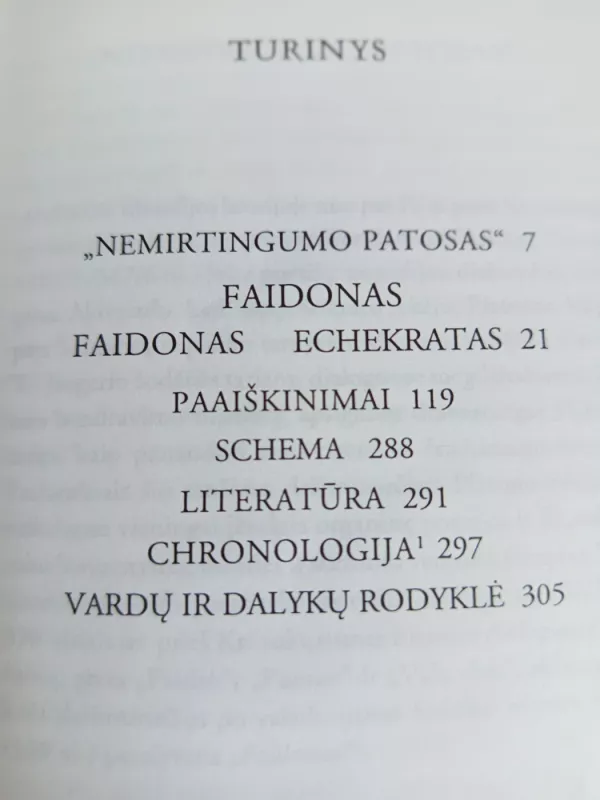 TURINYS
„NEMIRTINGUMO PATOSAS“ 7
FAIDONAS
FAIDONAS ECHEKRATAS 21
PAAIŠKINIMAI 119
SCHEMA 288
LITERATŪRA 291
CHRONOLOGIJA¹ 297
VARDŲ IR DALYKŲ RODYKLĖ 305